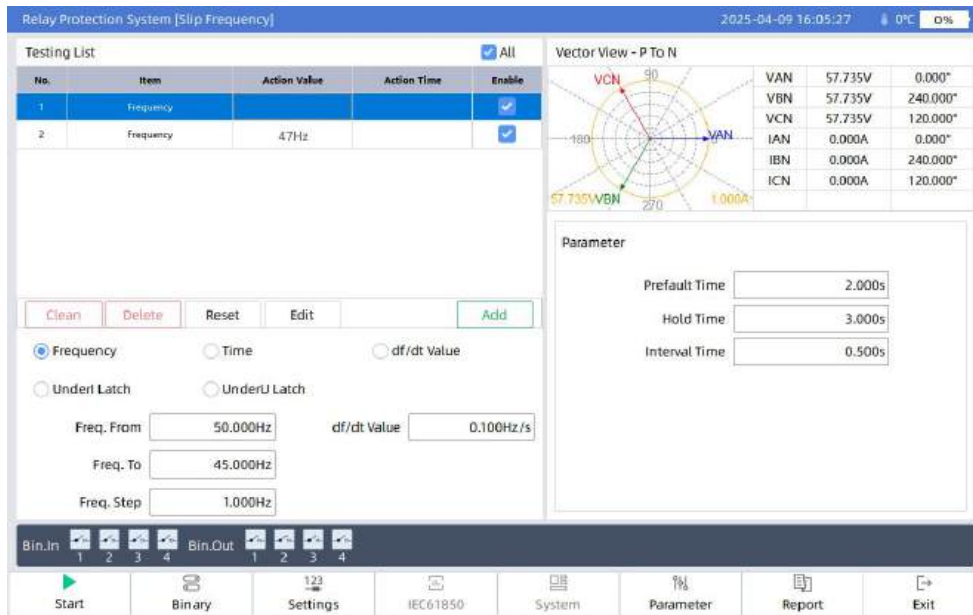 Relay Protection System [Slip Frequency] 2025-04-09 16:05:27 0℃ 0%
Testing List All
No. Item Action Value Action Time Enable
1 Frequency
2 Frequency 47Hz
Clean Delete Reset Edit Add
Frequency Time df/dt Value
UnderI Latch UnderU Latch
Freq. From 50.000Hz df/dt Value 0.100Hz/s
Freq. To 45.000Hz
Freq. Step 1.000Hz
Vector View - P To N
VCN 90
180 VAN
57.735V VBN 270 1.000A
VAN 57.735V 0.000°
VBN 57.735V 240.000°
VCN 57.735V 120.000°
IAN 0.000A 0.000°
IBN 0.000A 240.000°
ICN 0.000A 120.000°
Parameter
Prefault Time 2.000s
Hold Time 3.000s
Interval Time 0.500s
Bin.In 1 2 3 4 Bin.Out 1 2 3 4
123
Start Binary Settings IEC61850 System Parameter Report Exit